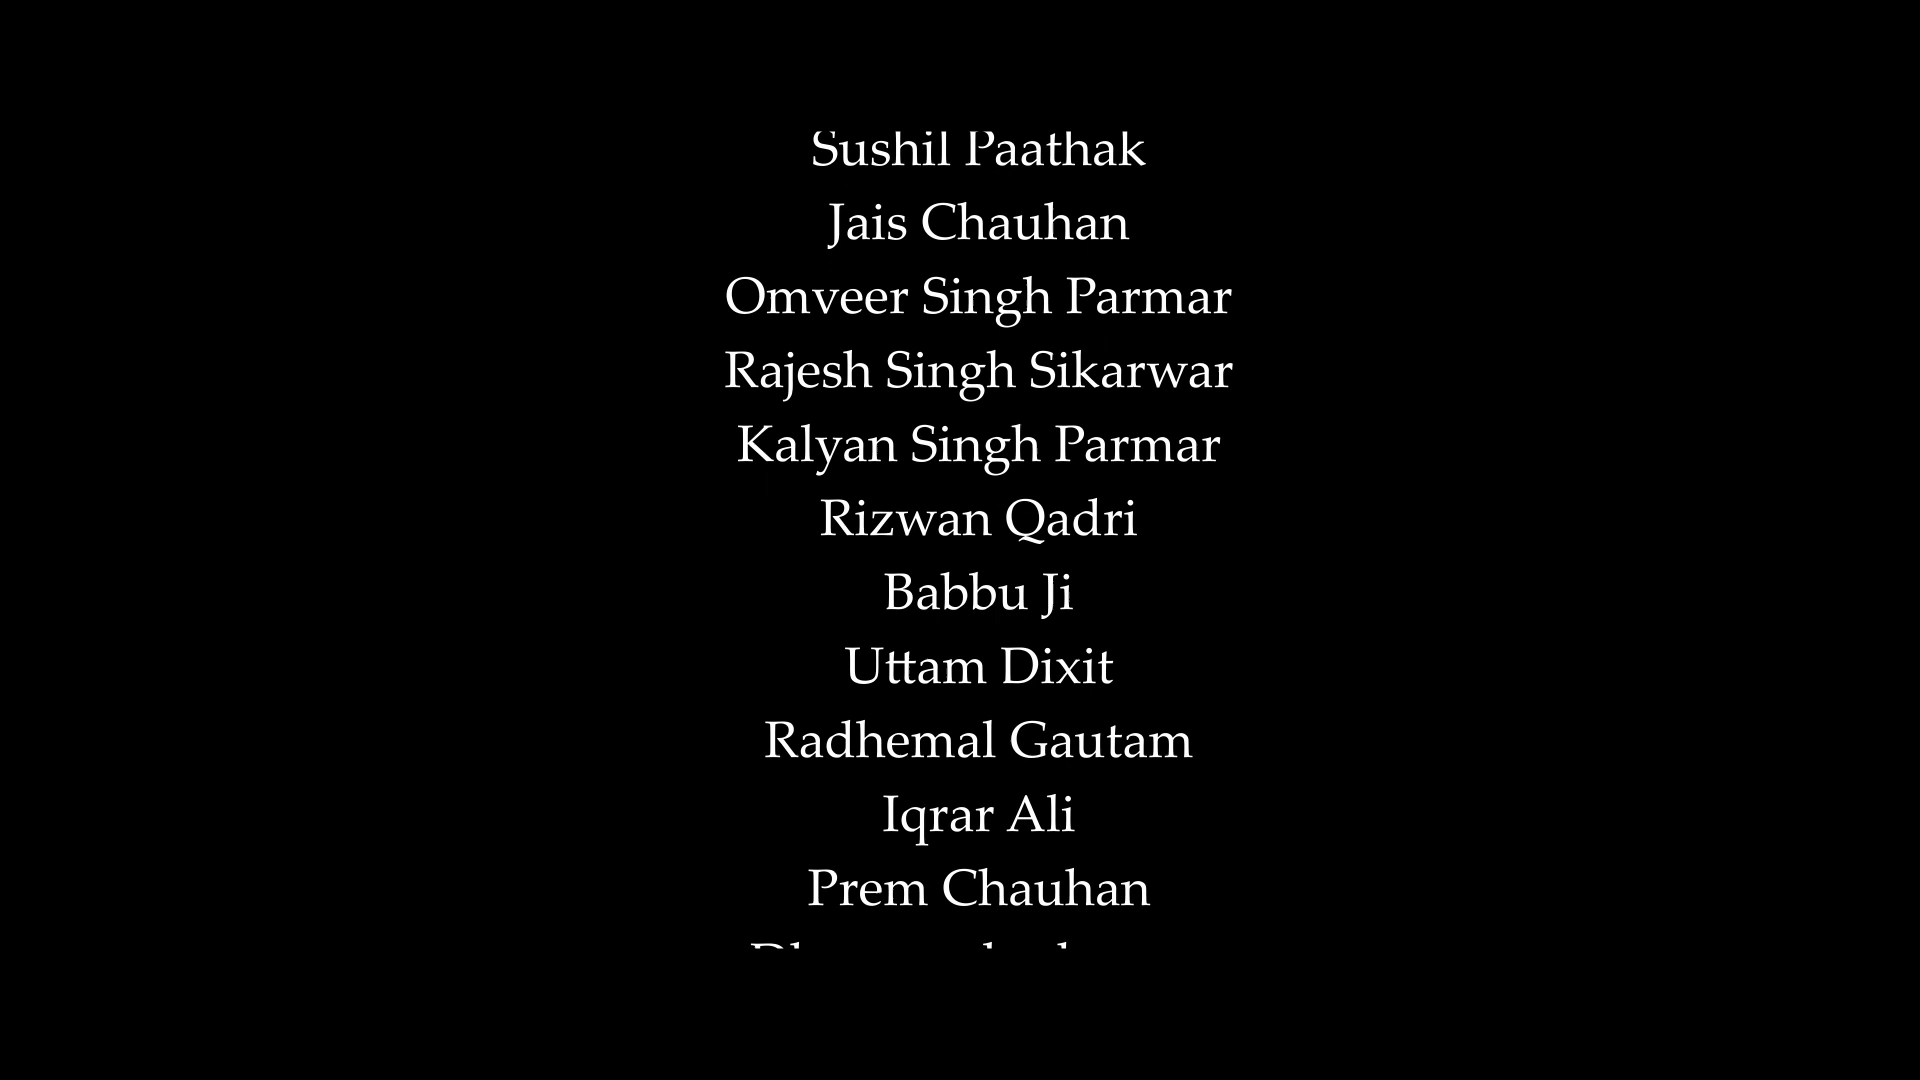 Sushil Paathak
Jais Chauhan
Omveer Singh Parmar
Rajesh Singh Sikarwar
Kalyan Singh Parmar
Rizwan Qadri
Babbu Ji
Uttam Dixit
Radhemal Gautam
Iqrar Ali
Prem Chauhan